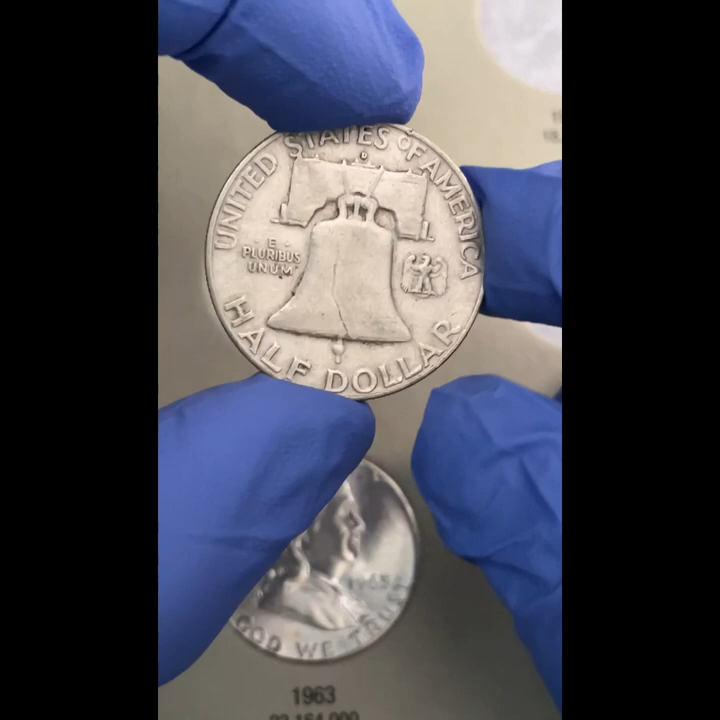 UNITED STATES OF AMERICA
D
E
PLURIBUS
UNUM
HALF DOLLAR
1963
GOD WE TRUST
1963